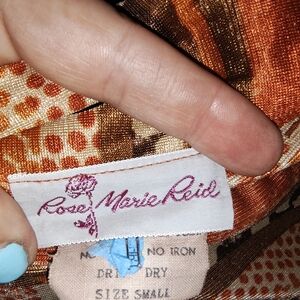 Rose Marie Reid
NO IRON
DRY
SIZE SMALL